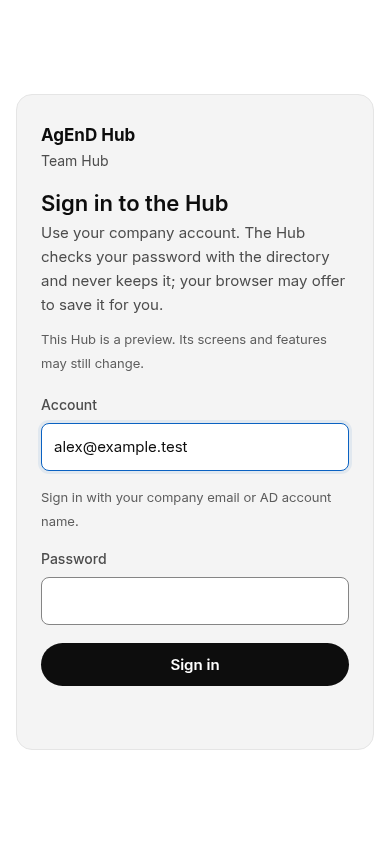 AgEnD Hub
Team Hub
Sign in to the Hub
Use your company account. The Hub
checks your password with the directory
and never keeps it; your browser may offer
to save it for you.
This Hub is a preview. Its screens and features
may still change.
Account
alex@example.test
Sign in with your company email or AD account
name.
Password
Sign in